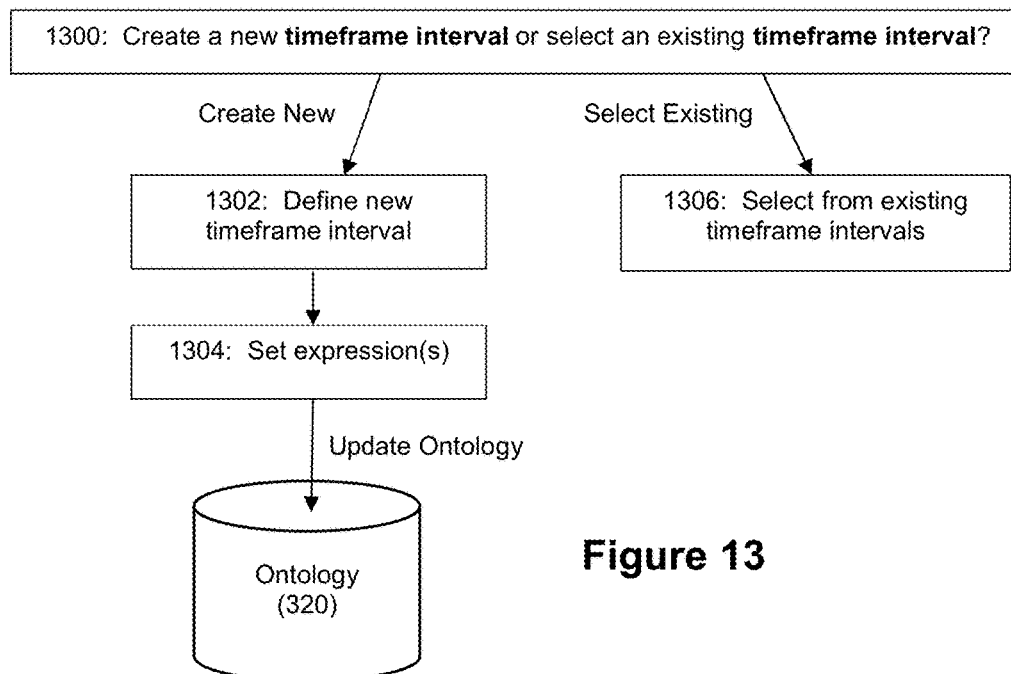 1300: Create a new timeframe interval or select an existing timeframe interval?
Create New
Select Existing
1302: Define new
timeframe interval
1306: Select from existing
timeframe intervals
1304: Set expression(s)
Update Ontology
Ontology
(320)
Figure 13